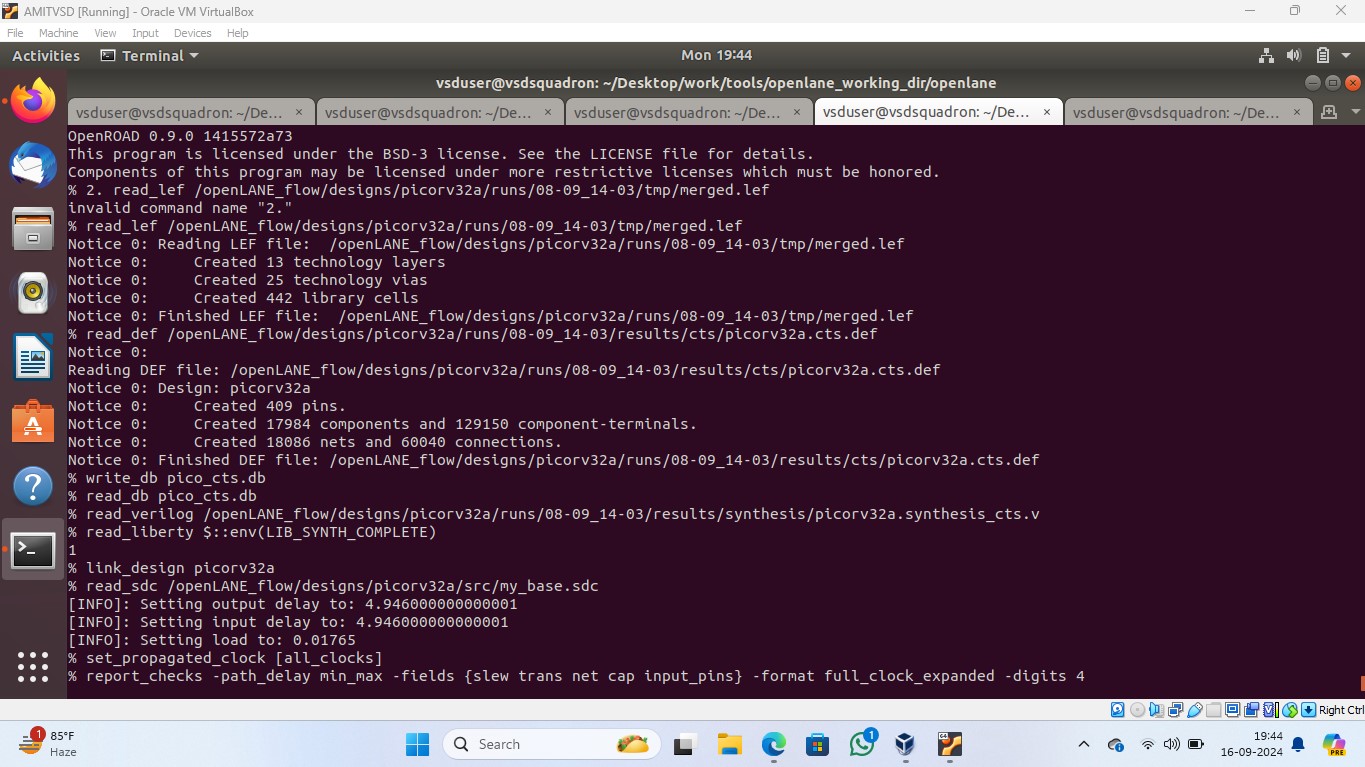 AMITVSD [Running] - Oracle VM VirtualBox
File Machine View Input Devices Help
Activities Terminal Mon 19:44
vsduser@vsdsquadron: ~/Desktop/work/tools/openlane_working_dir/openlane
vsduser@vsdsquadron: ~/De... × vsduser@vsdsquadron: ~/De... × vsduser@vsdsquadron: ~/De... × vsduser@vsdsquadron: ~/De... × vsduser@vsdsquadron: ~/De... ×
OpenROAD 0.9.0 1415572a73
This program is licensed under the BSD-3 license. See the LICENSE file for details.
Components of this program may be licensed under more restrictive licenses which must be honored.
% 2. read_lef /openLANE_flow/designs/picorv32a/runs/08-09_14-03/tmp/merged.lef
invalid command name "2."
% read_lef /openLANE_flow/designs/picorv32a/runs/08-09_14-03/tmp/merged.lef
Notice 0: Reading LEF file:  /openLANE_flow/designs/picorv32a/runs/08-09_14-03/tmp/merged.lef
Notice 0:     Created 13 technology layers
Notice 0:     Created 25 technology vias
Notice 0:     Created 442 library cells
Notice 0: Finished LEF file:  /openLANE_flow/designs/picorv32a/runs/08-09_14-03/tmp/merged.lef
% read_def /openLANE_flow/designs/picorv32a/runs/08-09_14-03/results/cts/picorv32a.cts.def
Notice 0:
Reading DEF file: /openLANE_flow/designs/picorv32a/runs/08-09_14-03/results/cts/picorv32a.cts.def
Notice 0: Design: picorv32a
Notice 0:     Created 409 pins.
Notice 0:     Created 17984 components and 129150 component-terminals.
Notice 0:     Created 18086 nets and 60040 connections.
Notice 0: Finished DEF file: /openLANE_flow/designs/picorv32a/runs/08-09_14-03/results/cts/picorv32a.cts.def
% write_db pico_cts.db
% read_db pico_cts.db
% read_verilog /openLANE_flow/designs/picorv32a/runs/08-09_14-03/results/synthesis/picorv32a.synthesis_cts.v
% read_liberty $::env(LIB_SYNTH_COMPLETE)
1
% link_design picorv32a
% read_sdc /openLANE_flow/designs/picorv32a/src/my_base.sdc
[INFO]: Setting output delay to: 4.946000000000001
[INFO]: Setting input delay to: 4.946000000000001
[INFO]: Setting load to: 0.01765
% set_propagated_clock [all_clocks]
% report_checks -path_delay min_max -fields {slew trans net cap input_pins} -format full_clock_expanded -digits 4
Right Ctrl
1 85°F
Haze
Search
1
64
19:44
16-09-2024
PRE